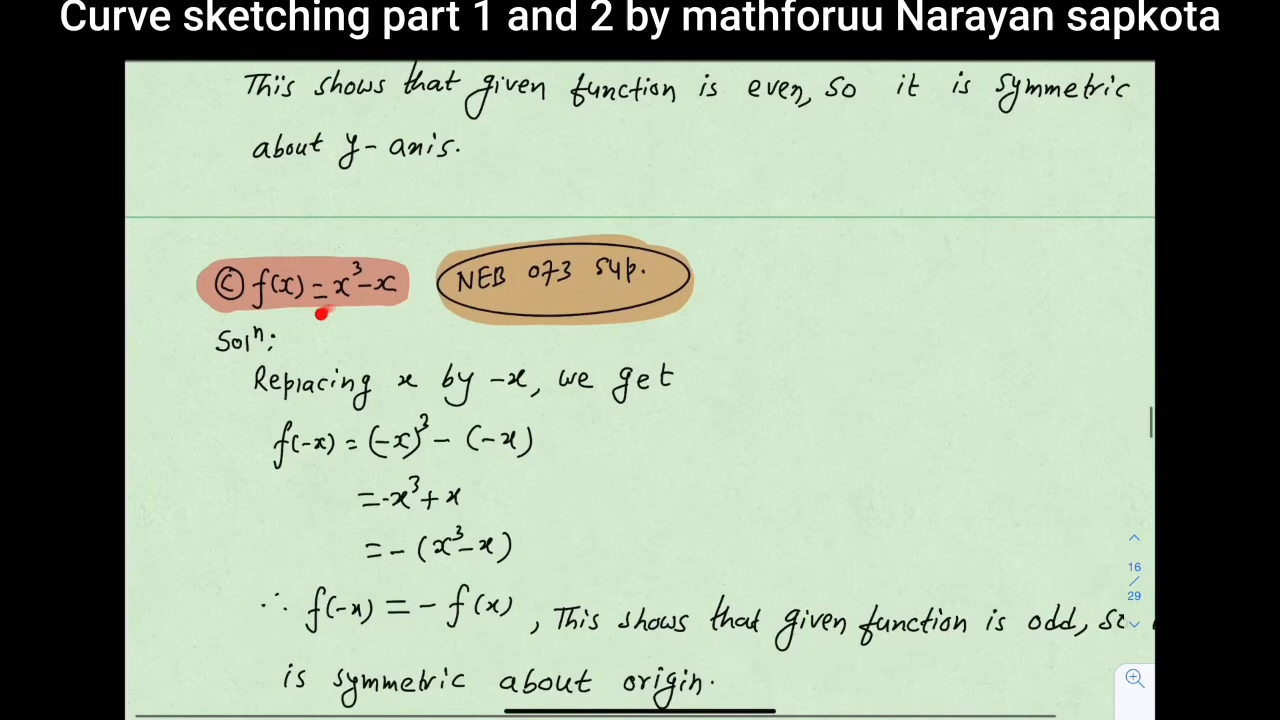 Curve sketching part 1 and 2 by mathforuu Narayan sapkota
This shows that given function is even, so it is symmetric
about y-anis.
Ⓒ f(x) = x³-x NEB 073 Sup.
Solⁿ:
Replacing x by -x, we get
f(-x) = (-x)³ - (-x)
= -x³ + x
= - (x³-x)
∴ f(-x) = - f(x), This shows that given function is odd, so
is symmetric about origin.
16
/
29